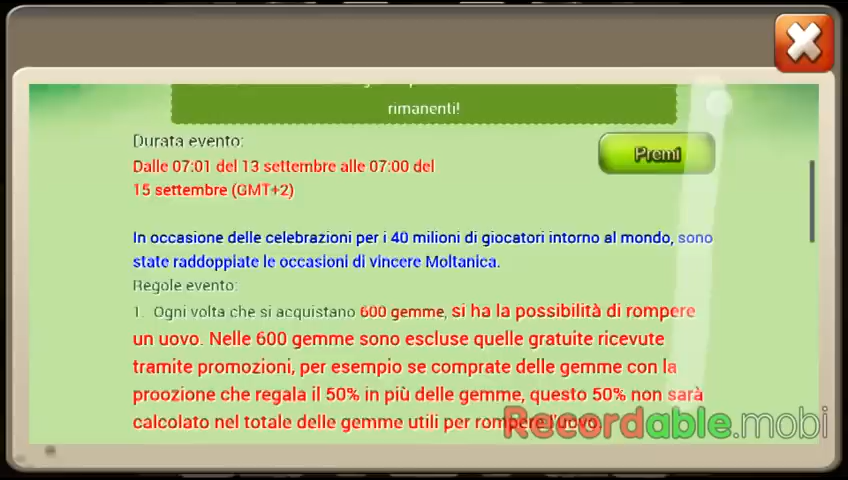 rimanenti!
Durata evento:
Premi
Dalle 07:01 del 13 settembre alle 07:00 del
15 settembre (GMT+2)
In occasione delle celebrazioni per i 40 milioni di giocatori intorno al mondo, sono
state raddoppiate le occasioni di vincere Moltanica.
Regole evento:
1. Ogni volta che si acquistano 600 gemme, si ha la possibilità di rompere
un uovo. Nelle 600 gemme sono escluse quelle gratuite ricevute
tramite promozioni, per esempio se comprate delle gemme con la
proozione che regala il 50% in più delle gemme, questo 50% non sarà
calcolato nel totale delle gemme utili per rompere l'uovo.
Recordable.mobi